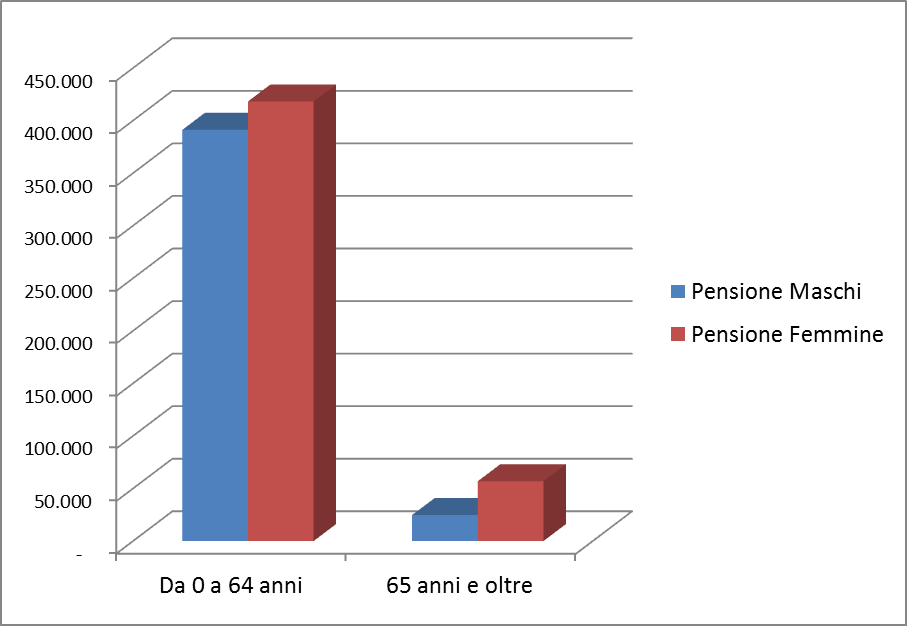 450.000
400.000
350.000
300.000
250.000
200.000
150.000
100.000
50.000
-
Da 0 a 64 anni
65 anni e oltre
Pensione Maschi
Pensione Femmine